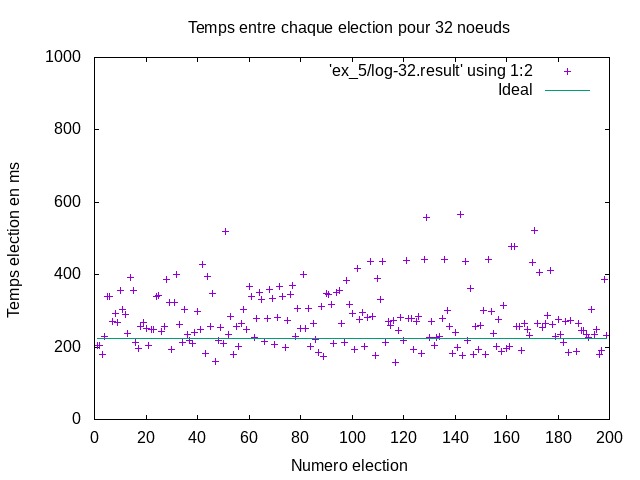 Temps entre chaque election pour 32 noeuds
'ex_5/log-32.result' using 1:2
Ideal
Temps election en ms
1000
800
600
400
200
0
0 20 40 60 80 100 120 140 160 180 200
Numero election